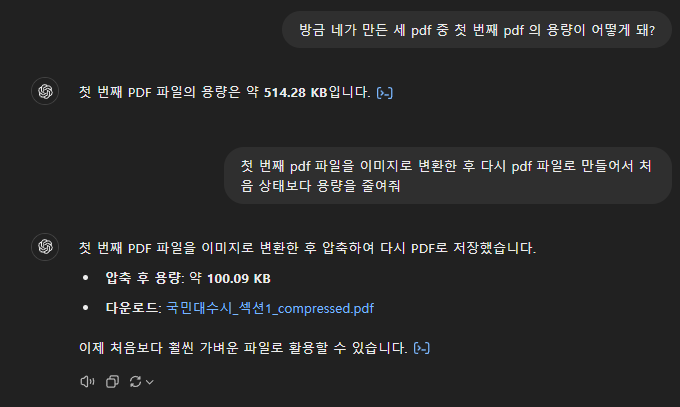 방금 네가 만든 세 pdf 중 첫 번째 pdf 의 용량이 어떻게 돼?
첫 번째 PDF 파일의 용량은 약 514.28 KB입니다.
첫 번째 pdf 파일을 이미지로 변환한 후 다시 pdf 파일로 만들어서 처
음 상태보다 용량을 줄여줘
첫 번째 PDF 파일을 이미지로 변환한 후 압축하여 다시 PDF로 저장했습니다.
• 압축 후 용량: 약 100.09 KB
• 다운로드: 국민대수시_섹션1_compressed.pdf
이제 처음보다 훨씬 가벼운 파일로 활용할 수 있습니다.